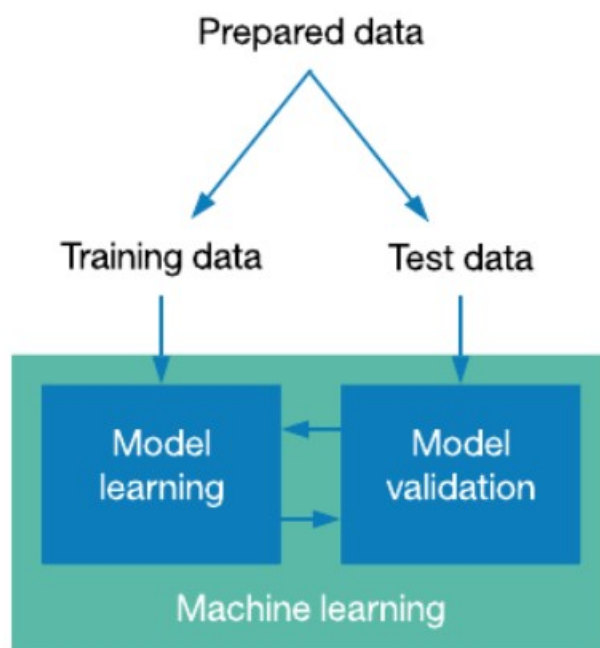 Prepared data
Training data
Test data
Model
learning
Model
validation
Machine learning